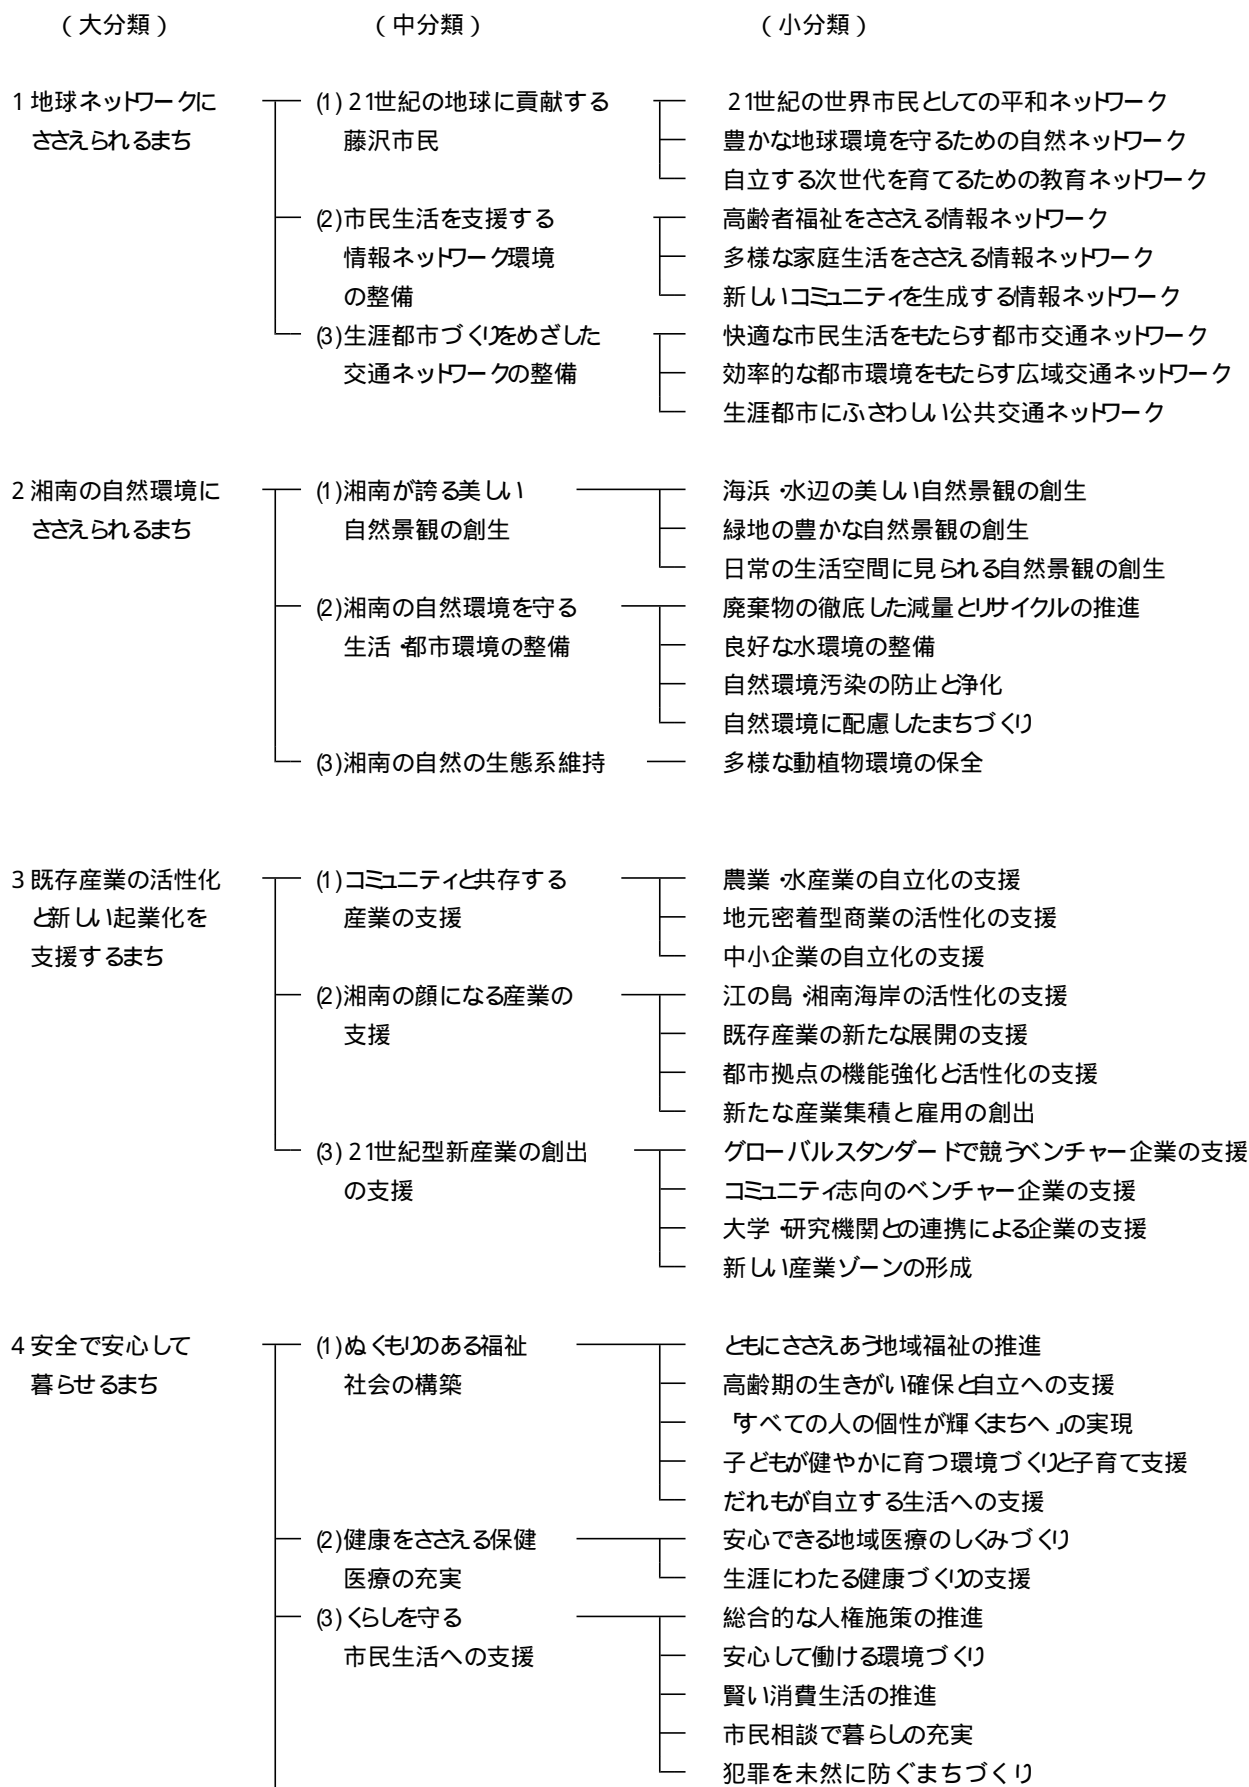 （大分類） （中分類） （小分類）
1 地球ネットワークに (1) 21世紀の地球に貢献する 21世紀の世界市民としての平和ネットワーク
ささえられるまち 藤沢市民 豊かな地球環境を守るための自然ネットワーク
自立する次世代を育てるための教育ネットワーク
(2)市民生活を支援する 高齢者福祉をささえる情報ネットワーク
情報ネットワーク環境 多様な家庭生活をささえる情報ネットワーク
の整備 新しいコミュニティを生成する情報ネットワーク
(3)生涯都市づくりをめざした 快適な市民生活をもたらす都市交通ネットワーク
交通ネットワークの整備 効率的な都市環境をもたらす広域交通ネットワーク
生涯都市にふさわしい公共交通ネットワーク
2 湘南の自然環境に (1)湘南が誇る美しい 海浜・水辺の美しい自然景観の創生
ささえられるまち 自然景観の創生 緑地の豊かな自然景観の創生
日常の生活空間に見られる自然景観の創生
(2)湘南の自然環境を守る 廃棄物の徹底した減量とリサイクルの推進
生活・都市環境の整備 良好な水環境の整備
自然環境汚染の防止と浄化
自然環境に配慮したまちづくり
(3)湘南の自然の生態系維持 多様な動植物環境の保全
3 既存産業の活性化 (1)コミュニティと共存する 農業・水産業の自立化の支援
と新しい起業化を 産業の支援 地元密着型商業の活性化の支援
支援するまち 中小企業の自立化の支援
(2)湘南の顔になる産業の 江の島・湘南海岸の活性化の支援
支援 既存産業の新たな展開の支援
都市拠点の機能強化と活性化の支援
新たな産業集積と雇用の創出
(3) 21世紀型新産業の創出 グローバルスタンダードで競うベンチャー企業の支援
の支援 コミュニティ志向のベンチャー企業の支援
大学・研究機関との連携による企業の支援
新しい産業ゾーンの形成
4 安全で安心して (1)ぬくもりのある福祉 ともにささえあう地域福祉の推進
暮らせるまち 社会の構築 高齢期の生きがい確保と自立への支援
「すべての人の個性が輝くまちへ」の実現
子どもが健やかに育つ環境づくりと子育て支援
だれもが自立する生活への支援
(2)健康をささえる保健 安心できる地域医療のしくみづくり
医療の充実 生涯にわたる健康づくりの支援
(3)くらしを守る 総合的な人権施策の推進
市民生活への支援 安心して働ける環境づくり
賢い消費生活の推進
市民相談で暮らしの充実
犯罪を未然に防ぐまちづくり